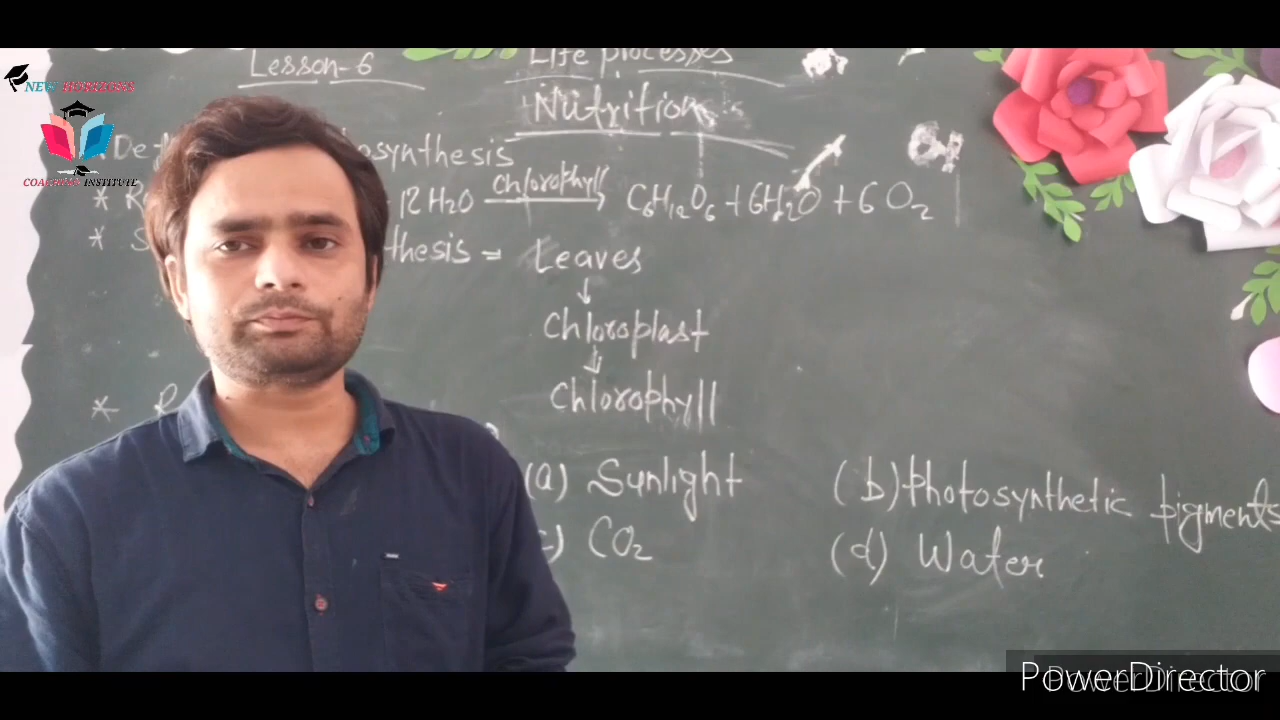 Lesson-6 Life processes
NEW HORIZONS
Nutrition
COACHING INSTITUTE
osynthesis
12H2O Chlorophyll C6H12O6 + 6H2O + 6O2
* thesis = Leaves
↓
Chloroplast
↓
Chlorophyll
*
(a) Sunlight (b) Photosynthetic pigments
c) CO2 (d) Water
PowerDirector